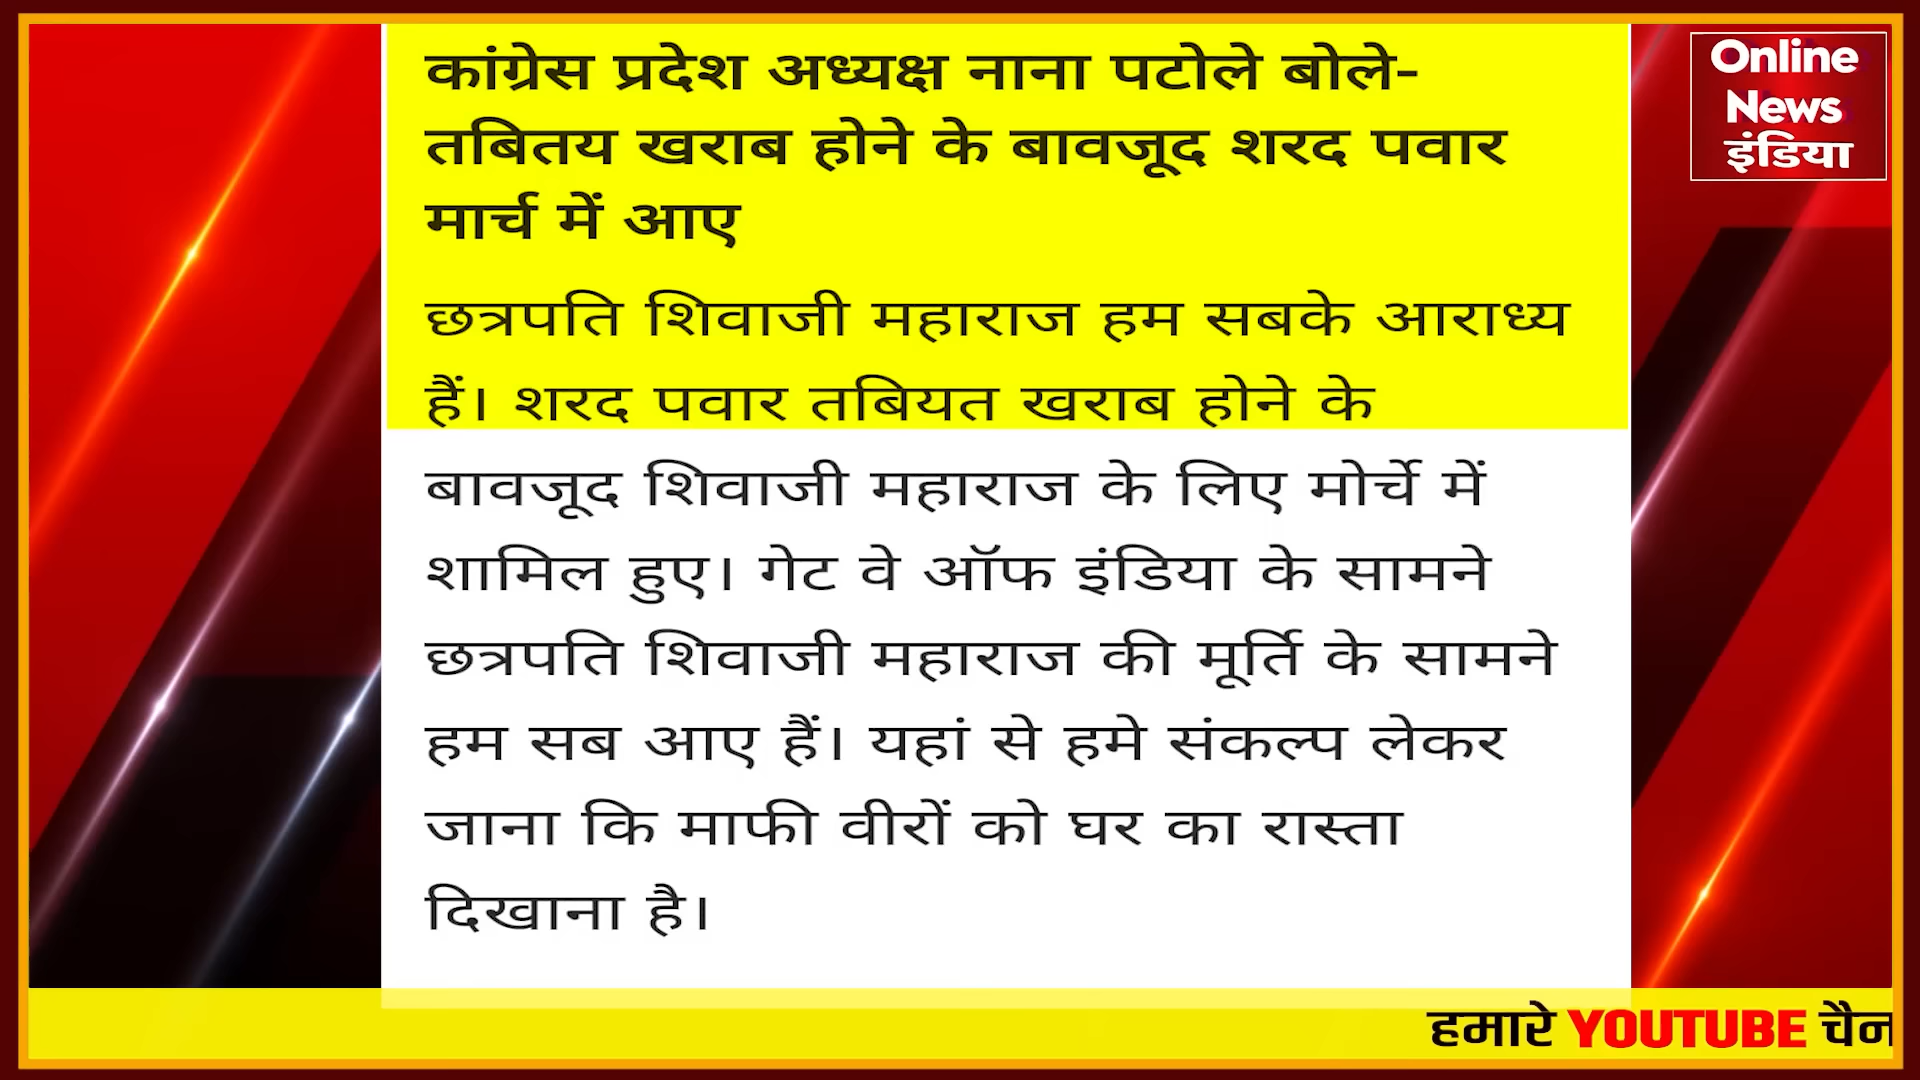 कांग्रेस प्रदेश अध्यक्ष नाना पटोले बोले-
तबितय खराब होने के बावजूद शरद पवार
मार्च में आए
छत्रपति शिवाजी महाराज हम सबके आराध्य
हैं। शरद पवार तबियत खराब होने के
बावजूद शिवाजी महाराज के लिए मोर्चे में
शामिल हुए। गेट वे ऑफ इंडिया के सामने
छत्रपति शिवाजी महाराज की मूर्ति के सामने
हम सब आए हैं। यहां से हमे संकल्प लेकर
जाना कि माफी वीरों को घर का रास्ता
दिखाना है।
Online
News
इंडिया
हमारे YOUTUBE